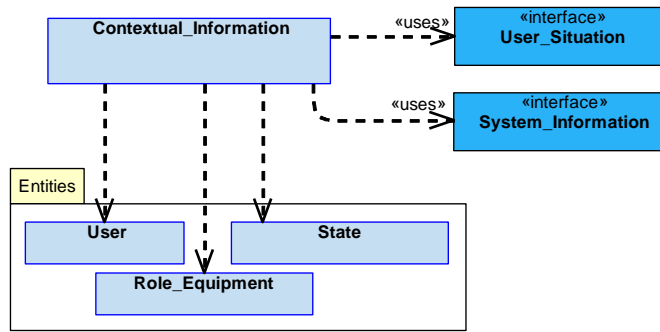 Contextual_Information
«uses»
«interface»
User_Situation
«uses»
«interface»
System_Information
Entities
User
State
Role_Equipment